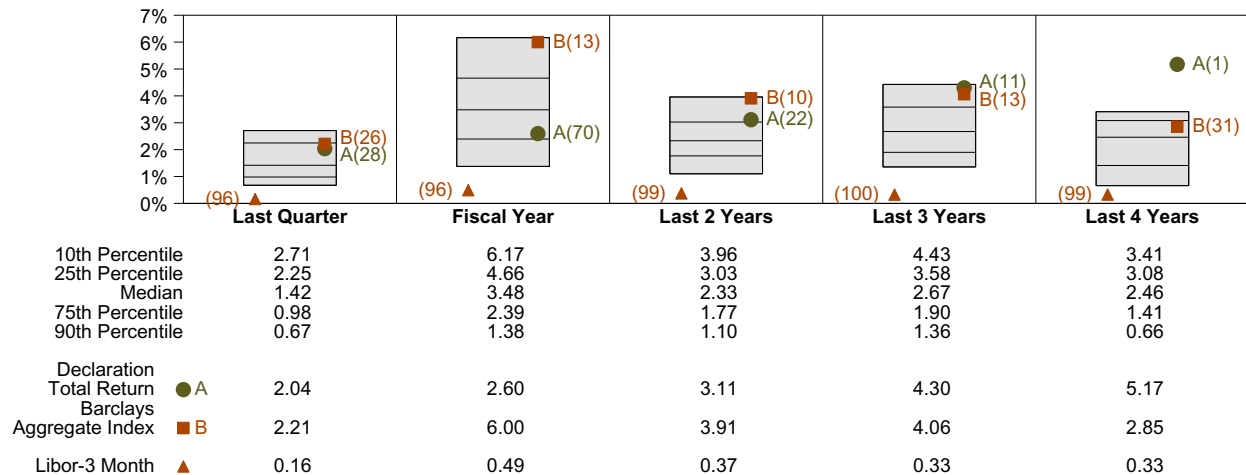 7%
6%
5%
4%
3%
2%
1%
0%
B(13)
A(1)
A(11)
B(10)
B(13)
A(22)
A(70)
B(26)
A(28)
B(31)
(96)
(96)
(99)
(100)
(99)
Last Quarter Fiscal Year Last 2 Years Last 3 Years Last 4 Years
10th Percentile 2.71 6.17 3.96 4.43 3.41
25th Percentile 2.25 4.66 3.03 3.58 3.08
Median 1.42 3.48 2.33 2.67 2.46
75th Percentile 0.98 2.39 1.77 1.90 1.41
90th Percentile 0.67 1.38 1.10 1.36 0.66
Declaration
Total Return A 2.04 2.60 3.11 4.30 5.17
Barclays
Aggregate Index B 2.21 6.00 3.91 4.06 2.85
Libor-3 Month 0.16 0.49 0.37 0.33 0.33